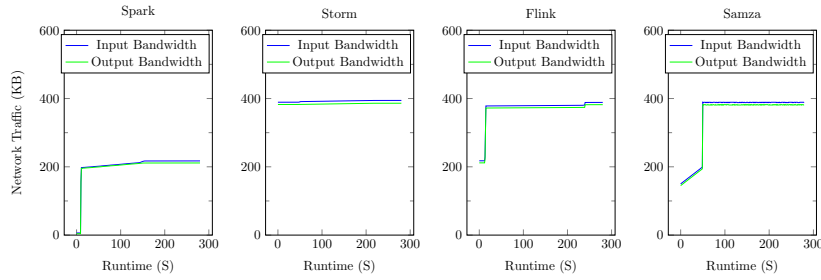 Spark
Storm
Flink
Samza
Network Traffic (KB)
600
400
200
0
Input Bandwidth
Output Bandwidth
0 100 200 300
Runtime (S)
600
400
200
0
Input Bandwidth
Output Bandwidth
0 100 200 300
Runtime (S)
600
400
200
0
Input Bandwidth
Output Bandwidth
0 100 200 300
Runtime (S)
600
400
200
0
Input Bandwidth
Output Bandwidth
0 100 200 300
Runtime (S)